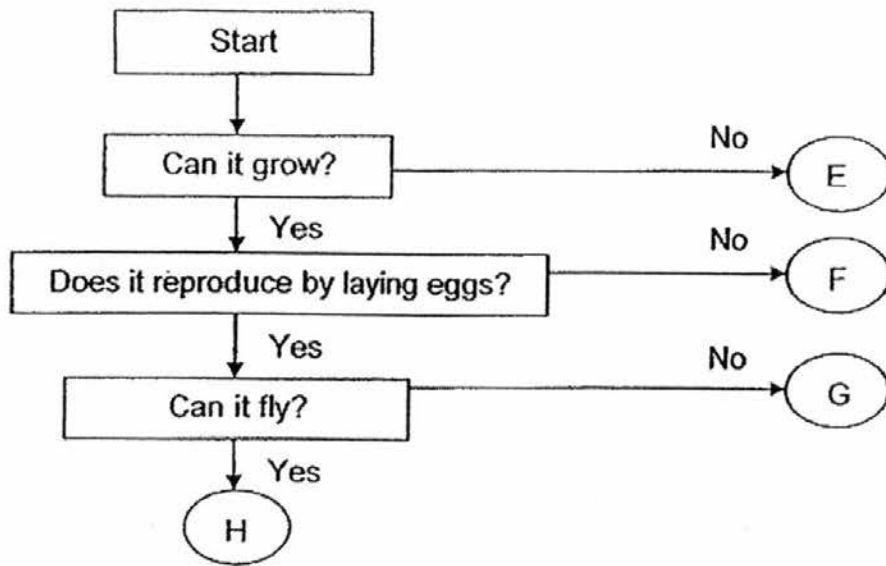 Start
Can it grow?
No
E
Yes
Does it reproduce by laying eggs?
No
F
Yes
Can it fly?
No
G
Yes
H